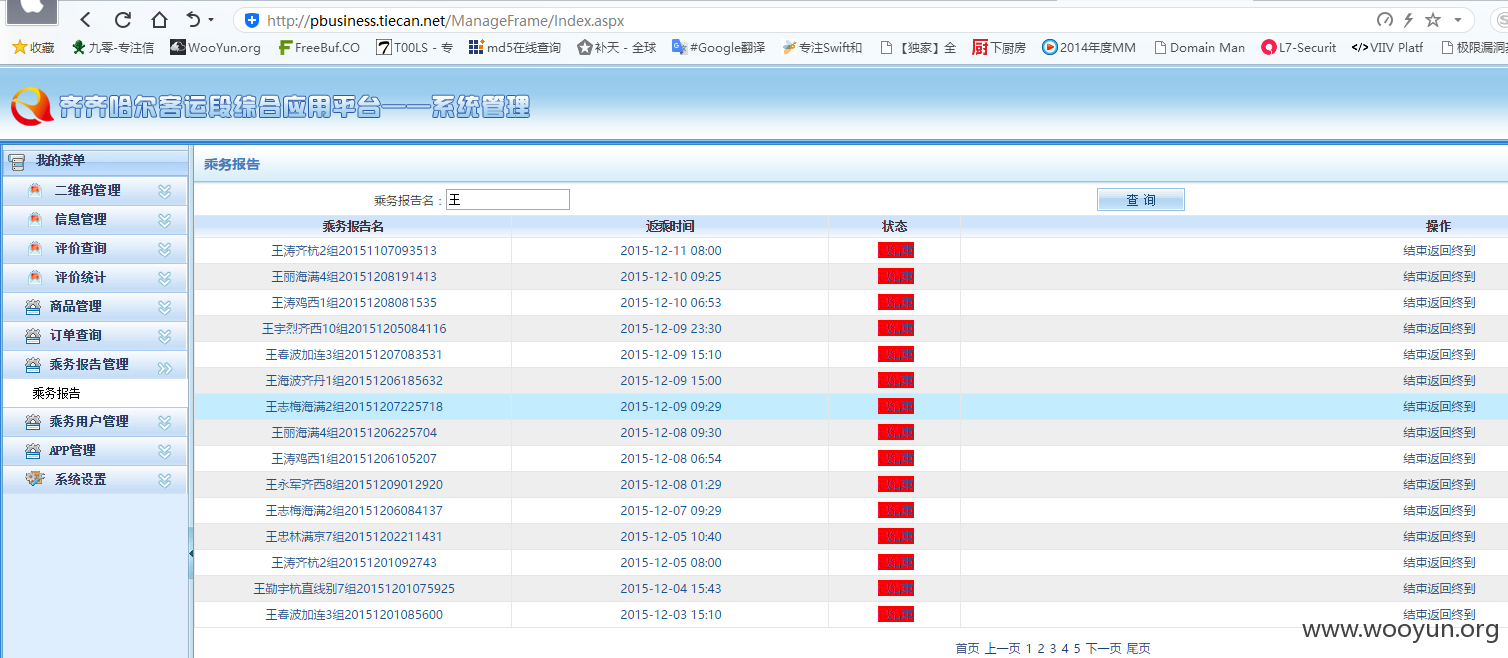 http://pbusiness.tiecan.net/ManageFrame/Index.aspx
收藏 九零-专注信 WooYun.org FreeBuf.CO T00LS - 专 md5在线查询 补天 - 全球 #Google翻译 专注Swift和 【独家】全 下厨房 2014年度MM Domain Man L7-Securit VIIV Platf 极限漏洞
齐齐哈尔客运段综合应用平台——系统管理
我的菜单
二维码管理
信息管理
评价查询
评价统计
商品管理
订单查询
乘务报告管理
乘务报告
乘务用户管理
APP管理
系统设置
乘务报告
乘务报告名: 王 查 询
乘务报告名 返乘时间 状态 操作
王涛齐杭2组20151107093513 2015-12-11 08:00 结束 结束返回终到
王丽海满4组20151208191413 2015-12-10 09:25 结束 结束返回终到
王涛鸡西1组20151208081535 2015-12-10 06:53 结束 结束返回终到
王宇烈齐西10组20151205084116 2015-12-09 23:30 结束 结束返回终到
王春波加连3组20151207083531 2015-12-09 15:10 结束 结束返回终到
王海波齐丹1组20151206185632 2015-12-09 15:00 结束 结束返回终到
王志梅海满2组20151207225718 2015-12-09 09:29 结束 结束返回终到
王丽海满4组20151206225704 2015-12-08 09:30 结束 结束返回终到
王涛鸡西1组20151206105207 2015-12-08 06:54 结束 结束返回终到
王永军齐西8组20151209012920 2015-12-08 01:29 结束 结束返回终到
王志梅海满2组20151206084137 2015-12-07 09:29 结束 结束返回终到
王忠林满京7组20151202211431 2015-12-05 10:40 结束 结束返回终到
王涛齐杭2组20151201092743 2015-12-05 08:00 结束 结束返回终到
王勐宇杭直线别7组20151201075925 2015-12-04 15:43 结束 结束返回终到
王春波加连3组20151201085600 2015-12-03 15:10 结束 结束返回终到
首页 上一页 1 2 3 4 5 下一页 尾页
www.wooyun.org